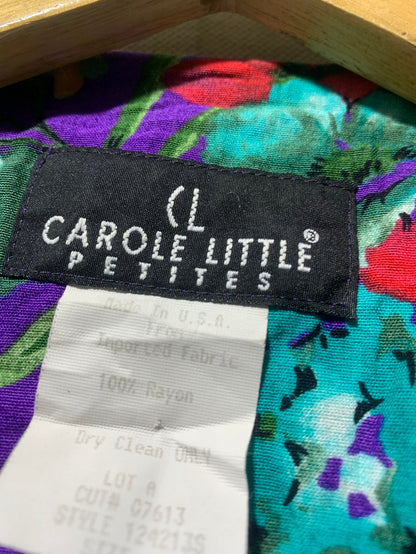 CL
CAROLE LITTLE®
PETITES
Made In U.S.A.
From
Imported Fabric
100% Rayon
Dry Clean ONLY
LOT A
CUT# 07613
STYLE 124213S
SIZE